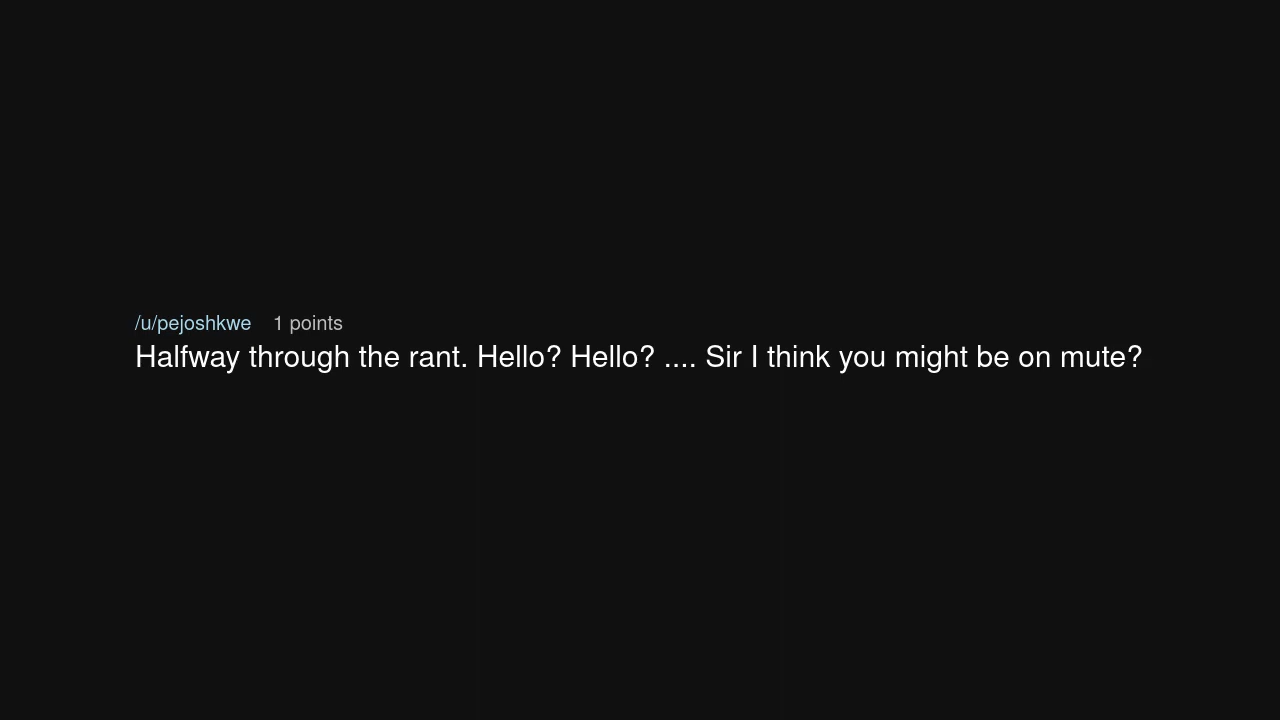 /u/pejoshkwe 1 points
Halfway through the rant. Hello? Hello? .... Sir I think you might be on mute?